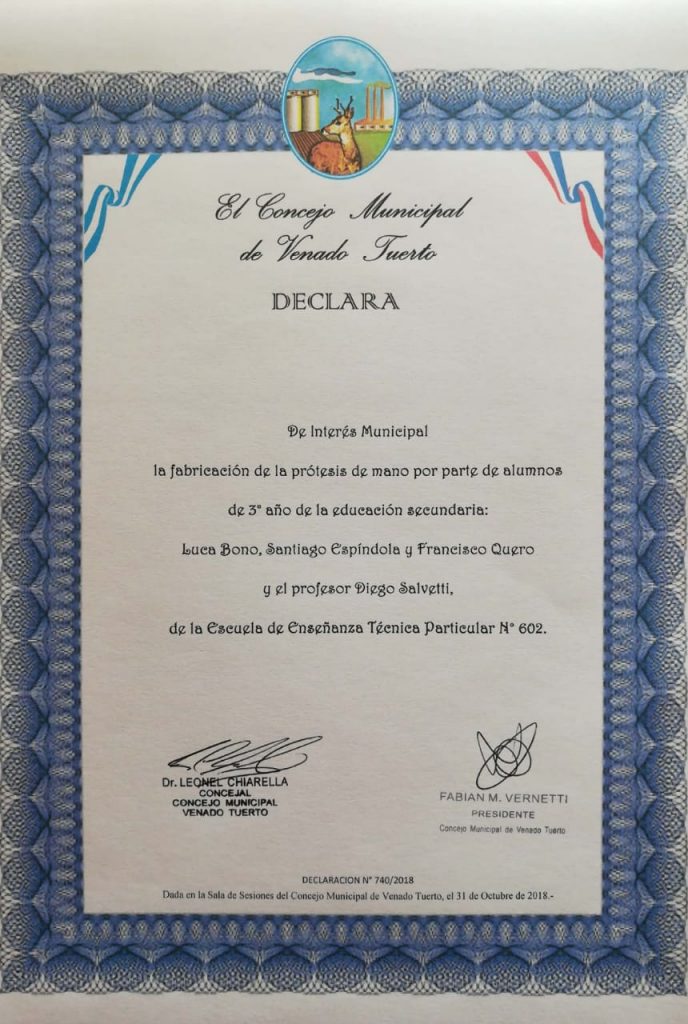 El Concejo Municipal
de Venado Tuerto
DECLARA
De Interés Municipal
la fabricación de la prótesis de mano por parte de alumnos
de 3° año de la educación secundaria:
Luca Bono, Santiago Espíndola y Francisco Quero
y el profesor Diego Salvetti,
de la Escuela de Enseñanza Técnica Particular N° 602.
Dr. LEONEL CHIARELLA
CONCEJAL
CONCEJO MUNICIPAL
VENADO TUERTO
FABIAN M. VERNETTI
PRESIDENTE
Concejo Municipal de Venado Tuerto
DECLARACION N° 740/2018
Dada en la Sala de Sesiones del Concejo Municipal de Venado Tuerto, el 31 de Octubre de 2018.-